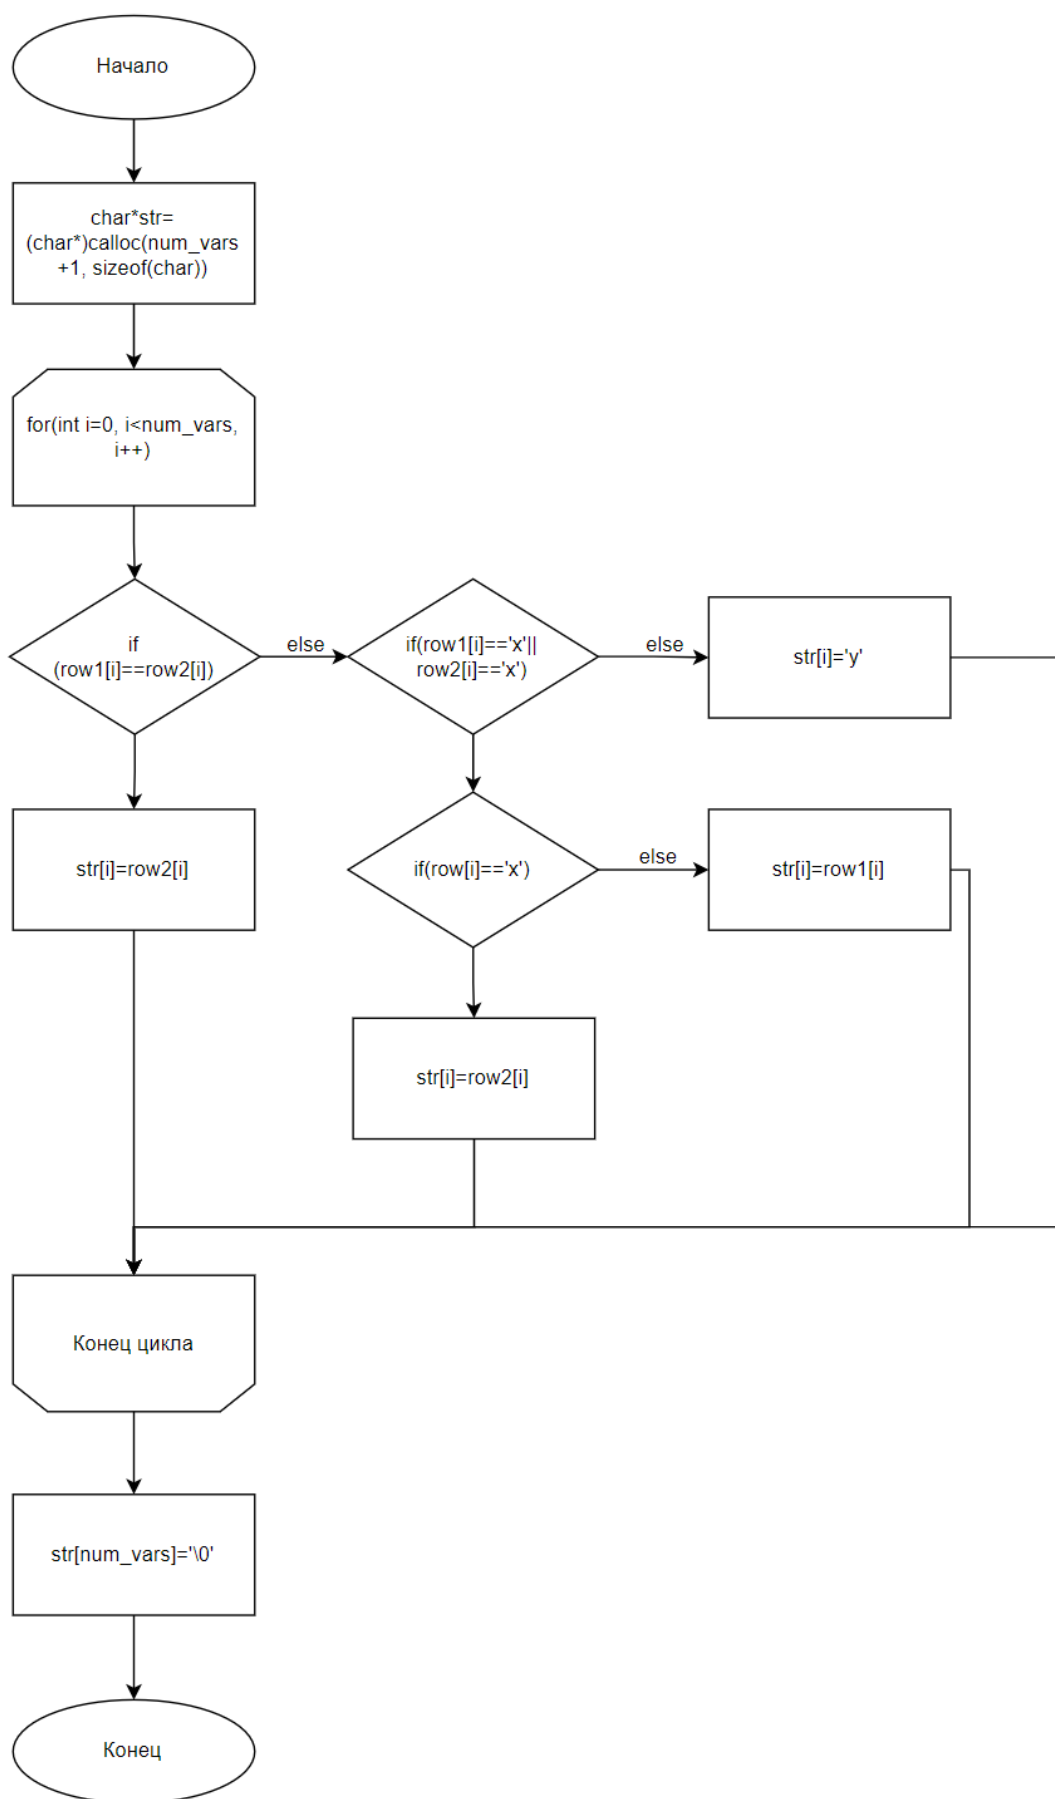 Начало
char*str=
(char*)calloc(num_vars
+1, sizeof(char))
for(int i=0, i<num_vars,
i++)
if
(row1[i]==row2[i])
else
if(row1[i]=='x'||
row2[i]=='x')
else
str[i]='y'
str[i]=row2[i]
if(row[i]=='x')
else
str[i]=row1[i]
str[i]=row2[i]
Конец цикла
str[num_vars]='\0'
Конец